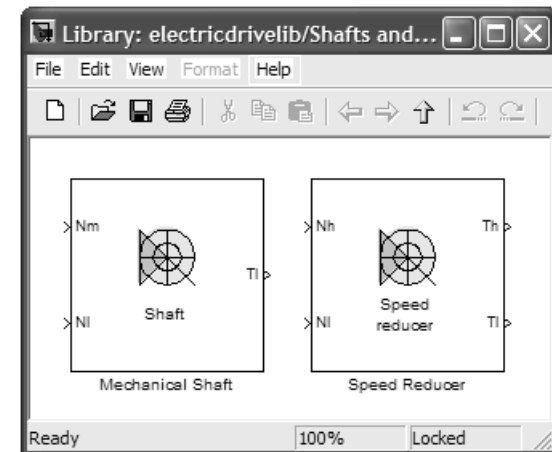 Library: electricdrivelib/Shafts and...
File Edit View Format Help
Nm
Nl
Tl
Shaft
Mechanical Shaft
Nh
Nl
Th
Tl
Speed
reducer
Speed Reducer
Ready 100% Locked